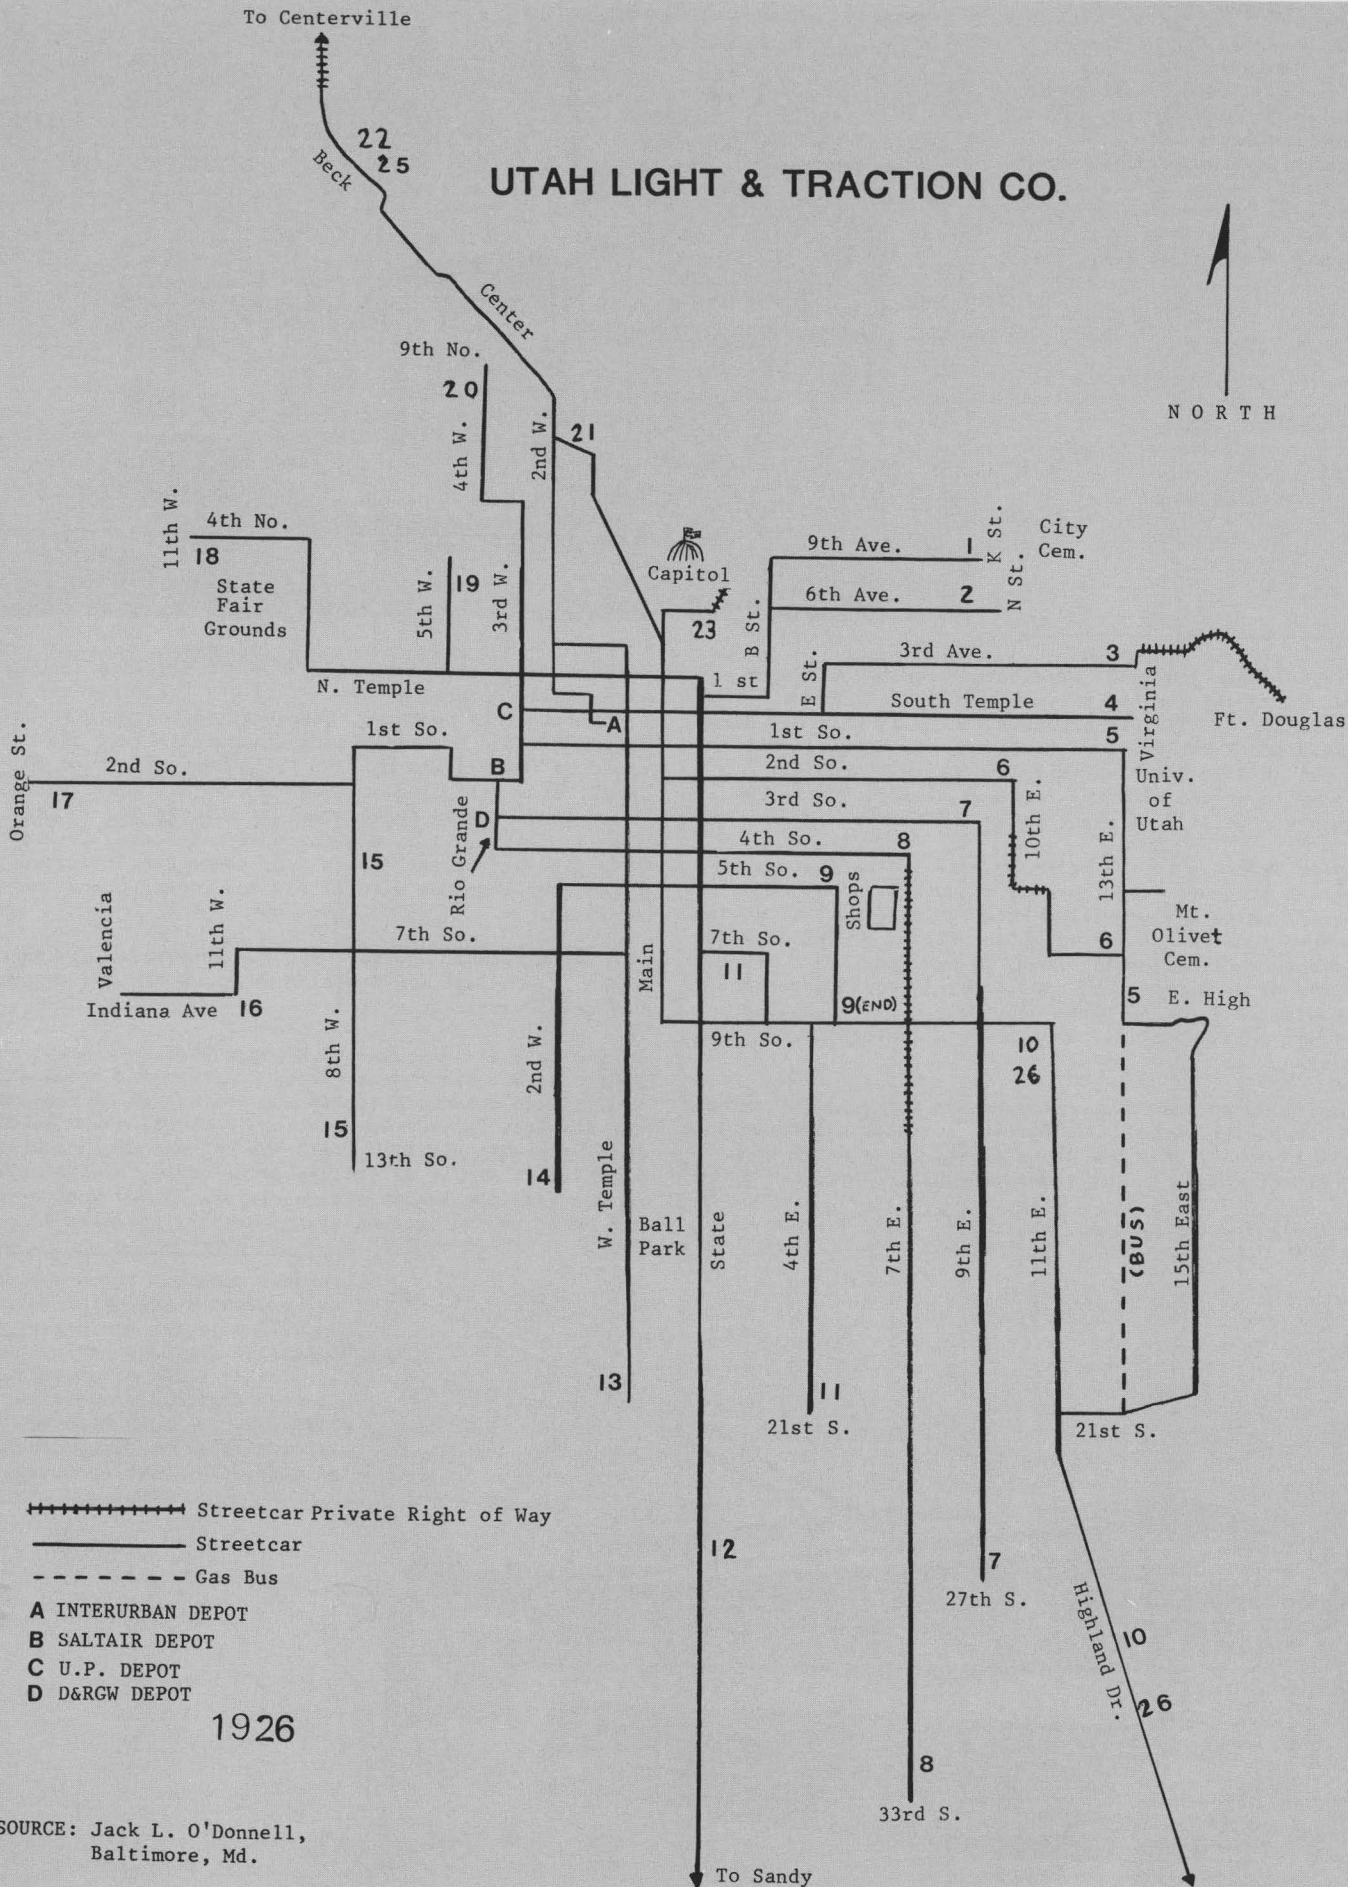 To Centerville
22
25
Beck
UTAH LIGHT & TRACTION CO.
NORTH
Center
9th No.
20
4th W.
2nd W.
21
11th W.
4th No.
18
State
Fair
Grounds
5th W.
19
3rd W.
Capitol
23
9th Ave.
1
K St.
City
Cem.
6th Ave.
2
N St.
B St.
1 st
E St.
3rd Ave.
3
N. Temple
South Temple
4
Virginia
Ft. Douglas
C
A
1st So.
1st So.
5
Orange St.
2nd So.
17
B
2nd So.
6
Univ.
of
Utah
10th E.
13th E.
D
3rd So.
7
Rio Grande
4th So.
8
15
5th So.
9
Shops
Valencia
11th W.
7th So.
Main
7th So.
11
6
Mt.
Olivet
Cem.
Indiana Ave
16
9(END)
5
E. High
8th W.
2nd W.
9th So.
10
26
15
13th So.
14
W. Temple
Ball
Park
State
4th E.
7th E.
9th E.
11th E.
(BUS)
15th East
13
11
21st S.
21st S.
Streetcar Private Right of Way
Streetcar
Gas Bus
A INTERURBAN DEPOT
B SALTAIR DEPOT
C U.P. DEPOT
D D&RGW DEPOT
1926
12
7
27th S.
Highland Dr.
10
26
8
33rd S.
SOURCE: Jack L. O'Donnell,
Baltimore, Md.
To Sandy